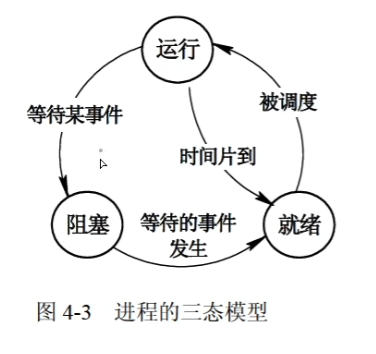 运行
等待某事件
被调度
时间片到
阻塞
等待的事件
发生
就绪
图 4-3 进程的三态模型